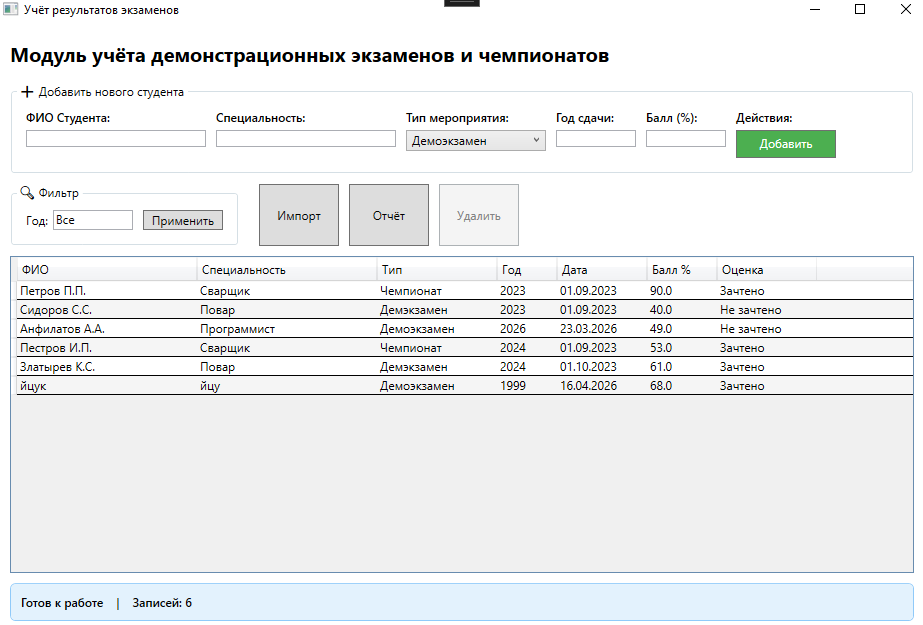 Учёт результатов экзаменов
Модуль учёта демонстрационных экзаменов и чемпионатов
Добавить нового студента
ФИО Студента: Специальность: Тип мероприятия: Год сдачи: Балл (%): Действия:
Демоэкзамен Добавить
Фильтр
Год: Все Применить Импорт Отчёт Удалить
ФИО Специальность Тип Год Дата Балл % Оценка
Петров П.П. Сварщик Чемпионат 2023 01.09.2023 90.0 Зачтено
Сидоров С.С. Повар Демэкзамен 2023 01.09.2023 40.0 Не зачтено
Анфилатов А.А. Программист Демоэкзамен 2026 23.03.2026 49.0 Не зачтено
Пестров И.П. Сварщик Чемпионат 2024 01.09.2023 53.0 Зачтено
Златырев К.С. Повар Демэкзамен 2024 01.10.2023 61.0 Зачтено
йцук йцу Демоэкзамен 1999 16.04.2026 68.0 Зачтено
Готов к работе | Записей: 6